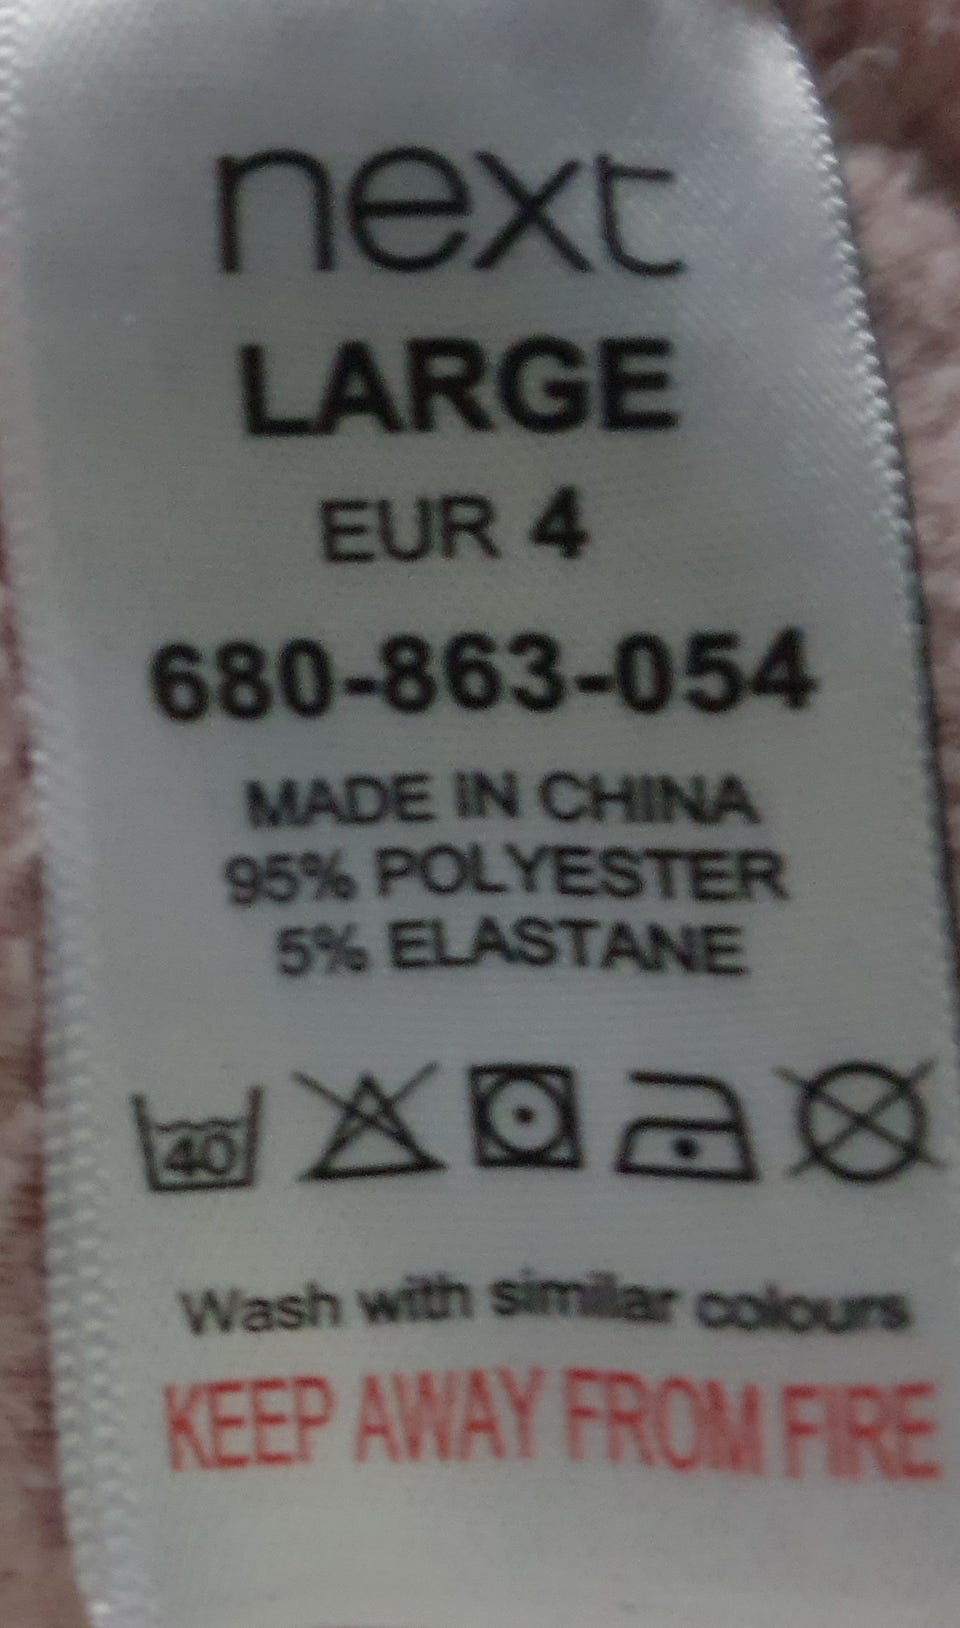 next
LARGE
EUR 4
680-863-054
MADE IN CHINA
95% POLYESTER
5% ELASTANE
40
Wash with similar colours
KEEP AWAY FROM FIRE